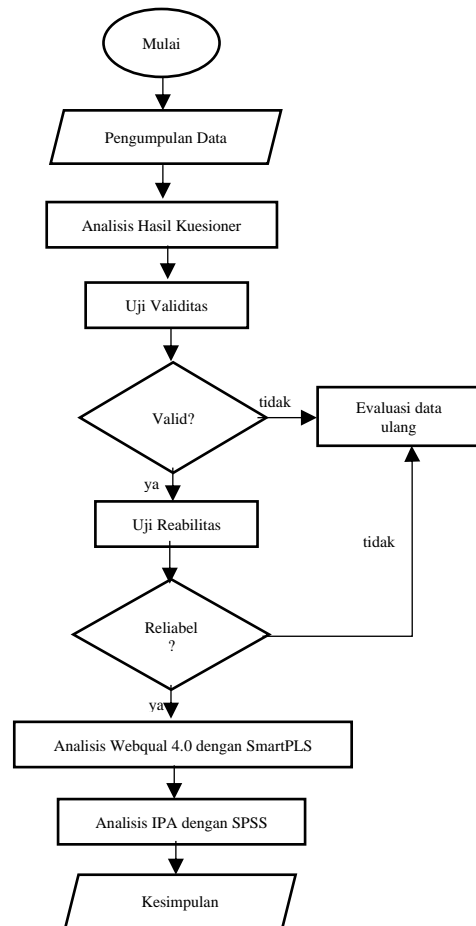 Mulai
Pengumpulan Data
Analisis Hasil Kuesioner
Uji Validitas
Valid?
tidak
Evaluasi data
ulang
ya
Uji Reabilitas
tidak
Reliabel
?
ya
Analisis Webqual 4.0 dengan SmartPLS
Analisis IPA dengan SPSS
Kesimpulan